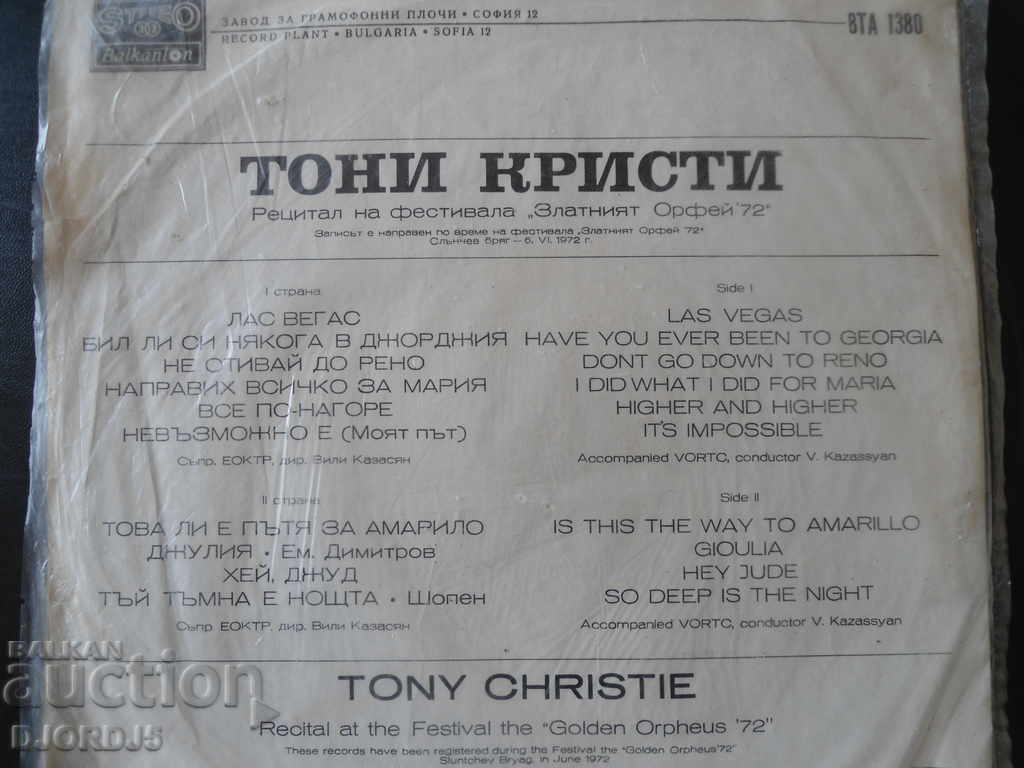 STEREO
Balkanton
ЗАВОД ЗА ГРАМОФОННИ ПЛОЧИ • СОФИЯ 12
RECORD PLANT • BULGARIA • SOFIA 12
ВТА 1380
ТОНИ КРИСТИ
Рецитал на фестивала „Златният Орфей '72"
Записът е направен по време на фестивала „Златният Орфей '72"
Слънчев бряг — 6. VI. 1972 г.
I страна
ЛАС ВЕГАС
БИЛ ЛИ СИ НЯКОГА В ДЖОРДЖИЯ
НЕ ОТИВАЙ ДО РЕНО
НАПРАВИХ ВСИЧКО ЗА МАРИЯ
ВСЕ ПО-НАГОРЕ
НЕВЪЗМОЖНО Е (Моят път)
Съпр. ЕОКТР, дир. Вили Казасян
Side I
LAS VEGAS
HAVE YOU EVER BEEN TO GEORGIA
DONT GO DOWN TO RENO
I DID WHAT I DID FOR MARIA
HIGHER AND HIGHER
IT'S IMPOSSIBLE
Accompanied VORTC, conductor V. Kazassyan
II страна
ТОВА ЛИ Е ПЪТЯ ЗА АМАРИЛО
ДЖУЛИЯ • Ем. Димитров
ХЕЙ, ДЖУД
ТЪЙ ТЪМНА Е НОЩТА • Шопен
Съпр. ЕОКТР, дир. Вили Казасян
Side II
IS THIS THE WAY TO AMARILLO
GIOULIA
HEY JUDE
SO DEEP IS THE NIGHT
Accompanied VORTC, conductor V. Kazassyan
TONY CHRISTIE
"Recital at the Festival the "Golden Orpheus '72"
These records have been registered during the Festival the "Golden Orpheus'72"
Sluntchev Bryag, in June 1972
BALKAN
auction
DJORDJ5